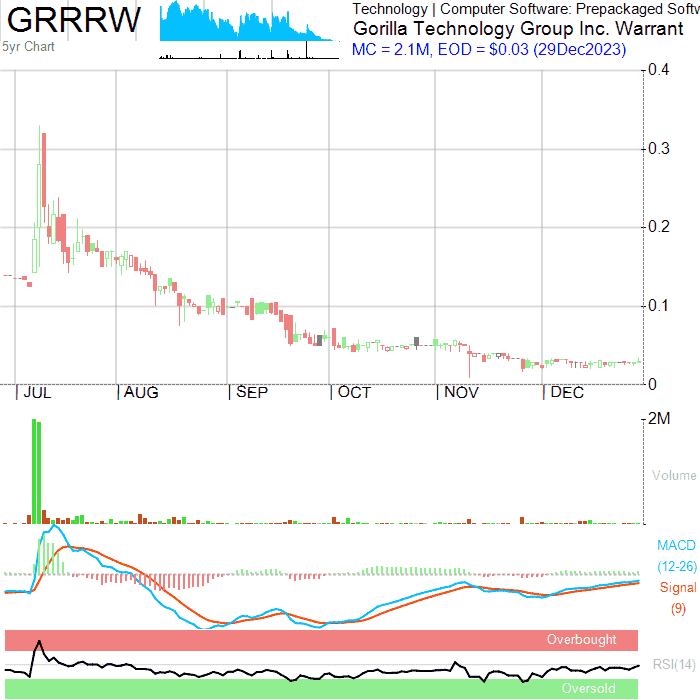 GRRRW
5yr Chart
Technology | Computer Software: Prepackaged Softw
Gorilla Technology Group Inc. Warrant
MC = 2.1M, EOD = $0.03 (29Dec2023)
0.4
0.3
0.2
0.1
0
JUL AUG SEP OCT NOV DEC
2M
Volume
MACD
(12-26)
Signal
(9)
Overbought
RSI(14)
Oversold